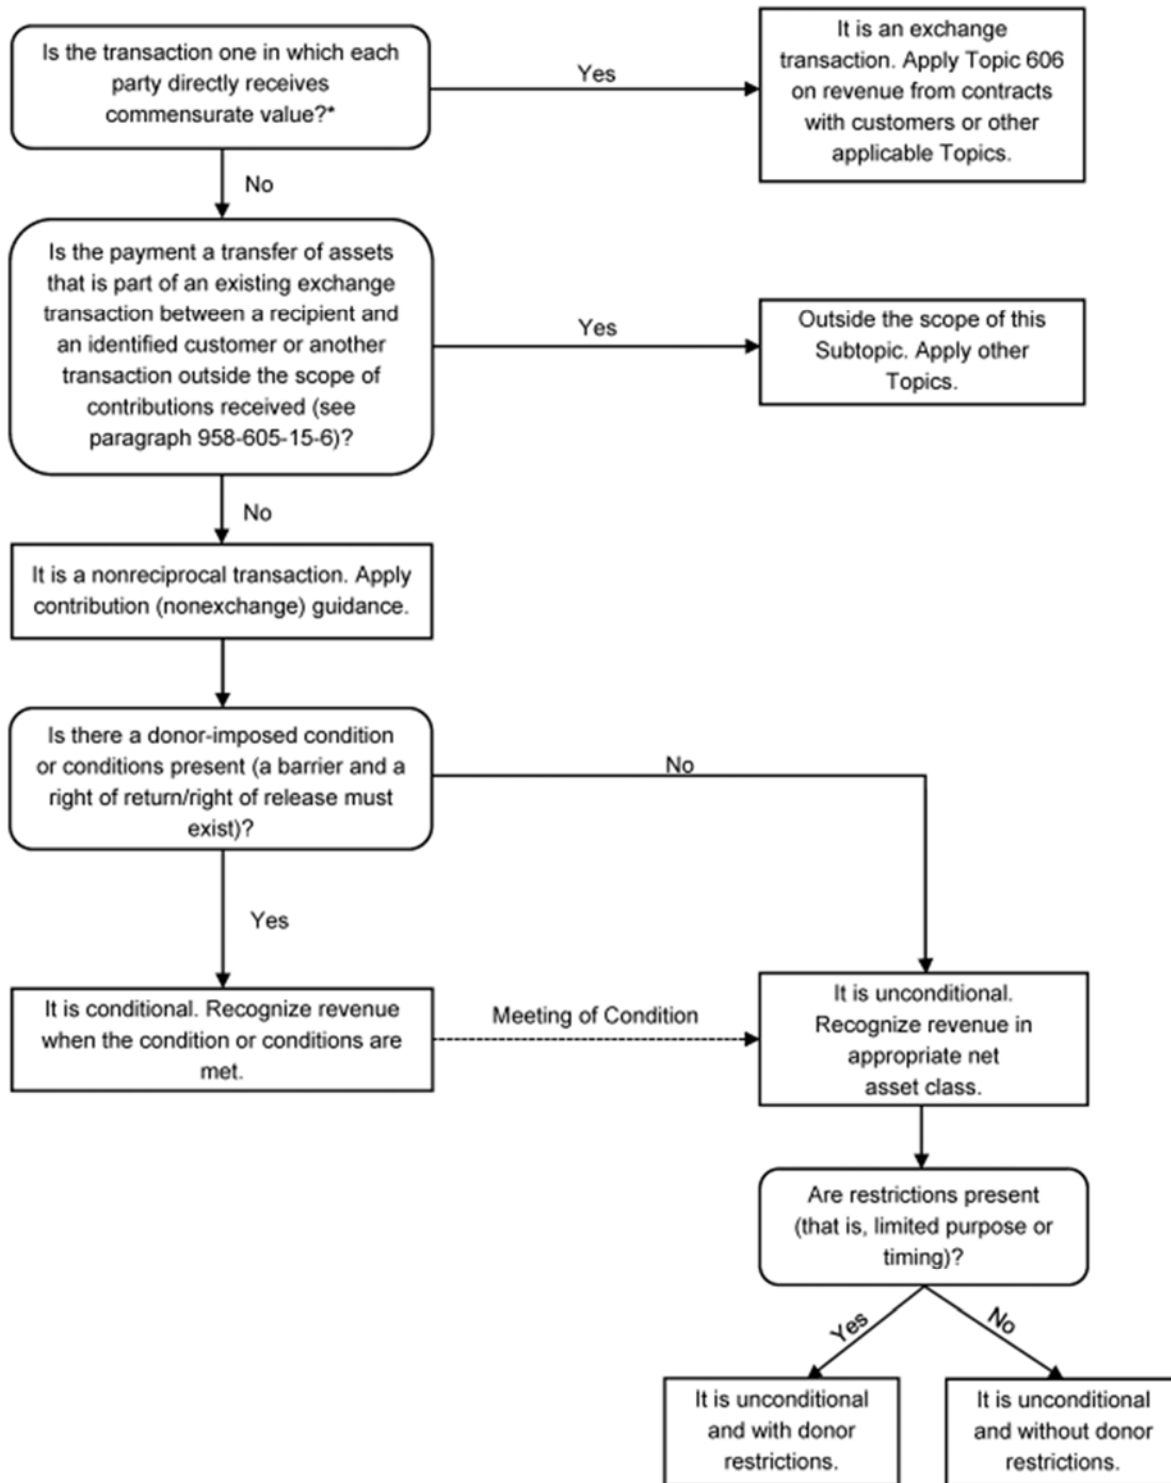 Is the transaction one in which each
party directly receives
commensurate value?*
Yes
It is an exchange
transaction. Apply Topic 606
on revenue from contracts
with customers or other
applicable Topics.
No
Is the payment a transfer of assets
that is part of an existing exchange
transaction between a recipient and
an identified customer or another
transaction outside the scope of
contributions received (see
paragraph 958-605-15-6)?
Yes
Outside the scope of this
Subtopic. Apply other
Topics.
No
It is a nonreciprocal transaction. Apply
contribution (nonexchange) guidance.
Is there a donor-imposed condition
or conditions present (a barrier and a
right of return/right of release must
exist)?
No
Yes
It is conditional. Recognize revenue
when the condition or conditions are
met.
Meeting of Condition
It is unconditional.
Recognize revenue in
appropriate net
asset class.
Are restrictions present
(that is, limited purpose or
timing)?
Yes
No
It is unconditional
and with donor
restrictions.
It is unconditional
and without donor
restrictions.